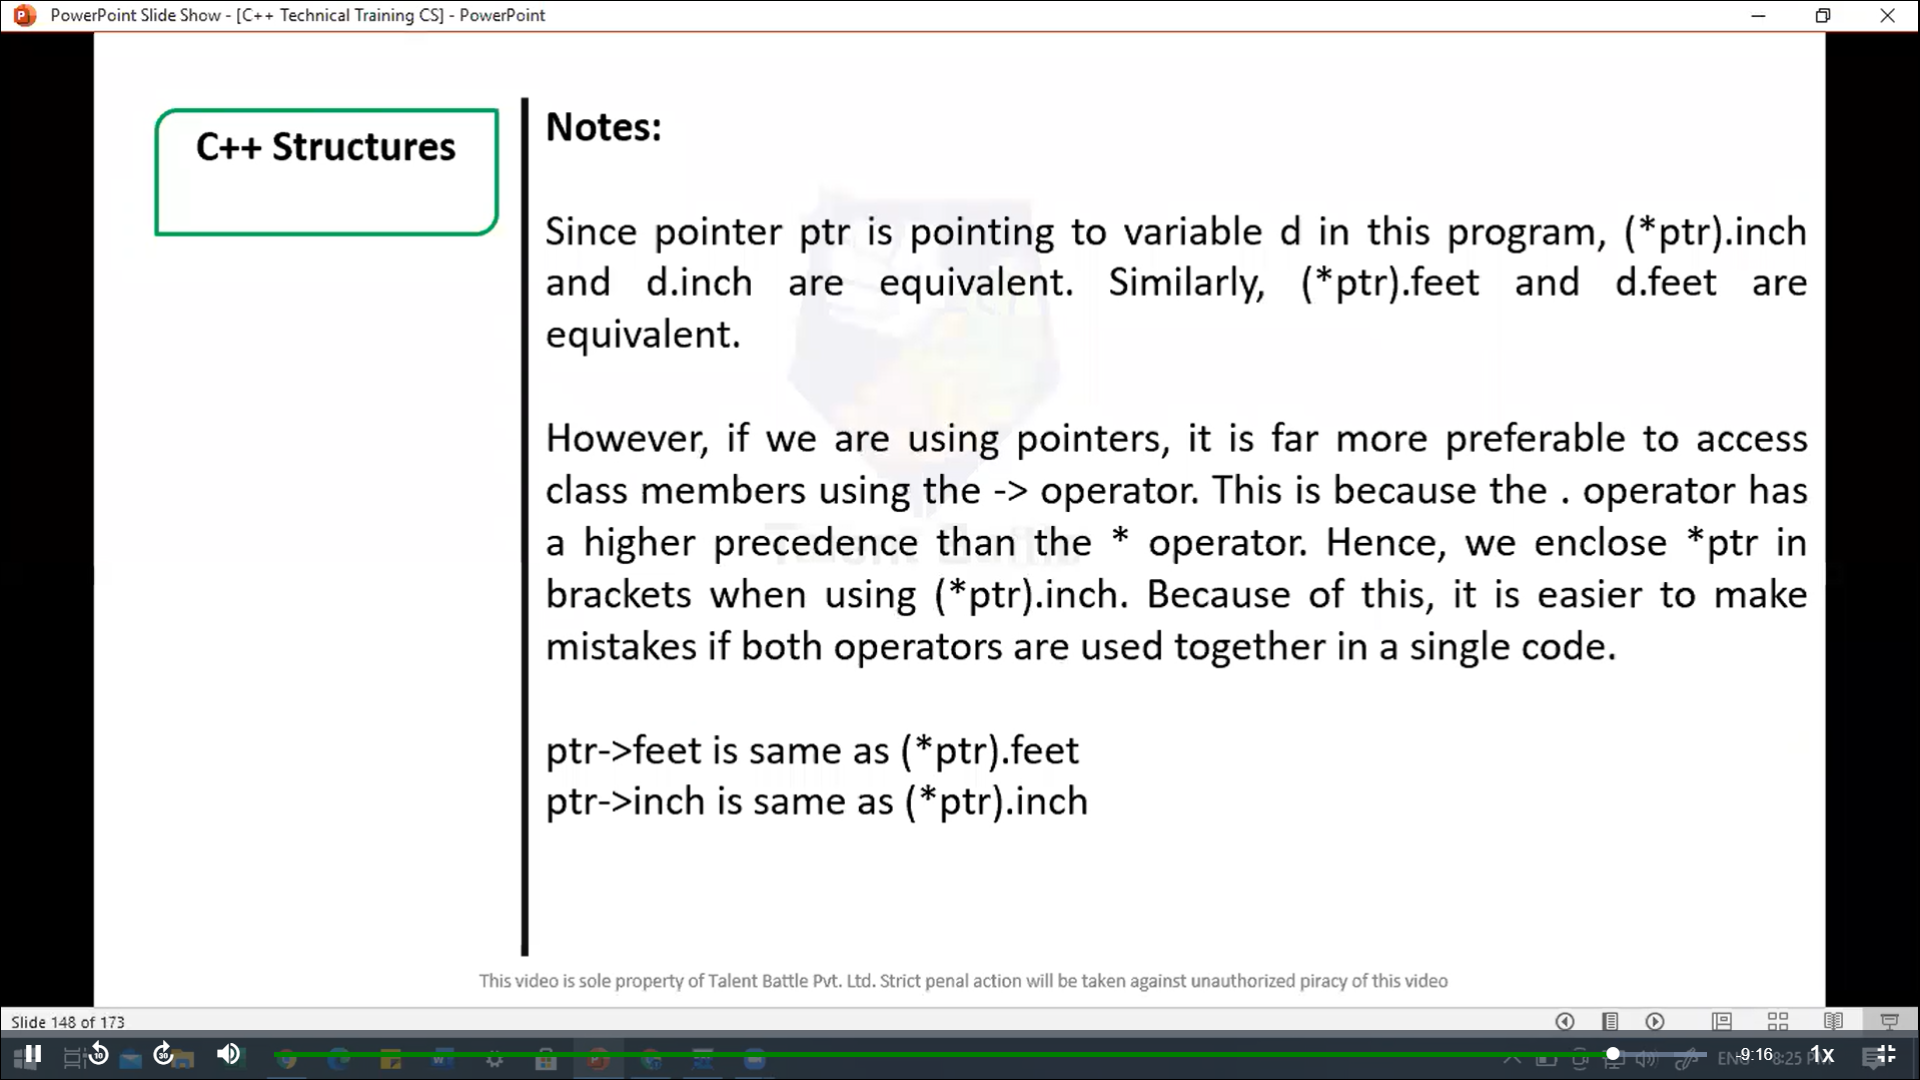 PowerPoint Slide Show - [C++ Technical Training CS] - PowerPoint
C++ Structures
Notes:
Since pointer ptr is pointing to variable d in this program, (*ptr).inch
and d.inch are equivalent. Similarly, (*ptr).feet and d.feet are
equivalent.
However, if we are using pointers, it is far more preferable to access
class members using the -> operator. This is because the . operator has
a higher precedence than the * operator. Hence, we enclose *ptr in
brackets when using (*ptr).inch. Because of this, it is easier to make
mistakes if both operators are used together in a single code.
ptr->feet is same as (*ptr).feet
ptr->inch is same as (*ptr).inch
This video is sole property of Talent Battle Pvt. Ltd. Strict penal action will be taken against unauthorized piracy of this video
Slide 148 of 173
10
30
-9:16
1x